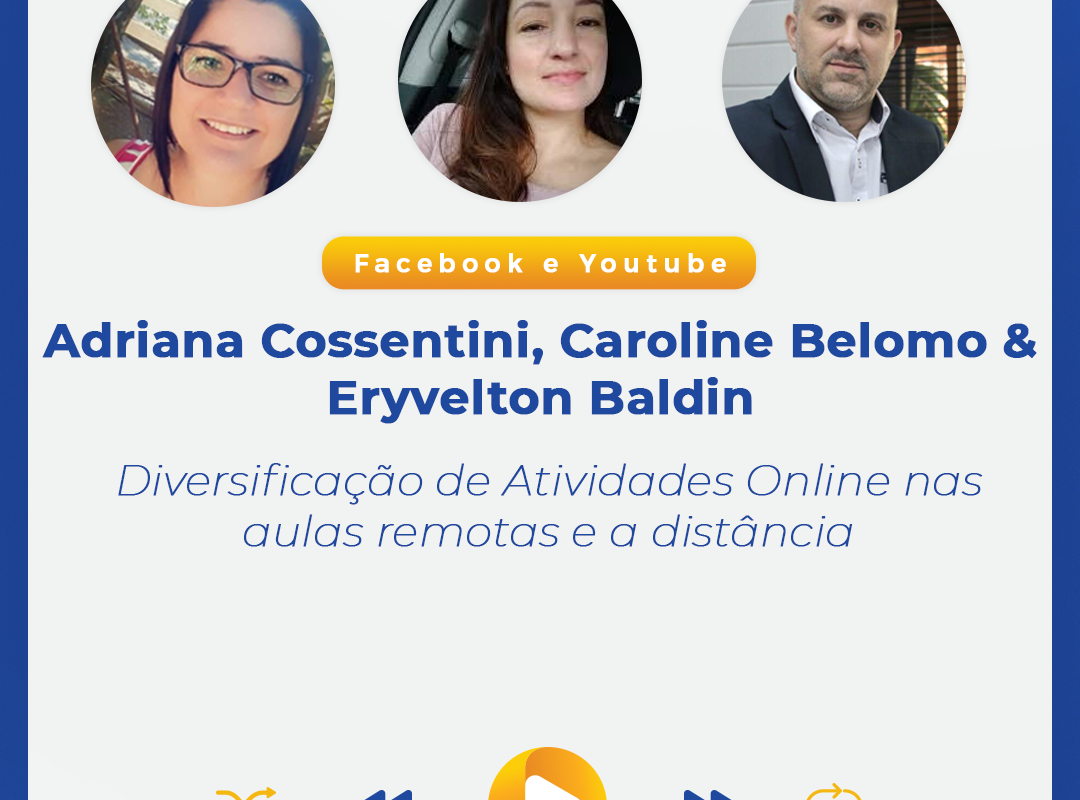 Facebook e Youtube
Adriana Cossentini, Caroline Belomo &
Eryvelton Baldin
Diversificação de Atividades Online nas
aulas remotas e a distância